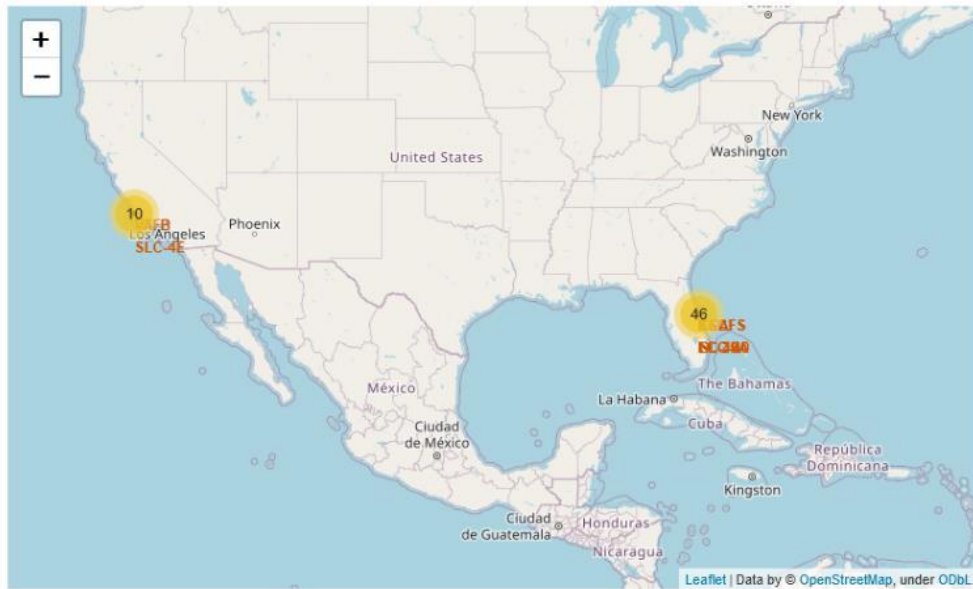 +
−
New York
Washington
United States
10
Phoenix
Los Angeles
SLC-4E
46
The Bahamas
México
La Habana
Cuba
Ciudad
de México
República
Dominicana
Kingston
Ciudad
de Guatemala
Honduras
Nicaragua
Leaflet | Data by © OpenStreetMap, under ODbL